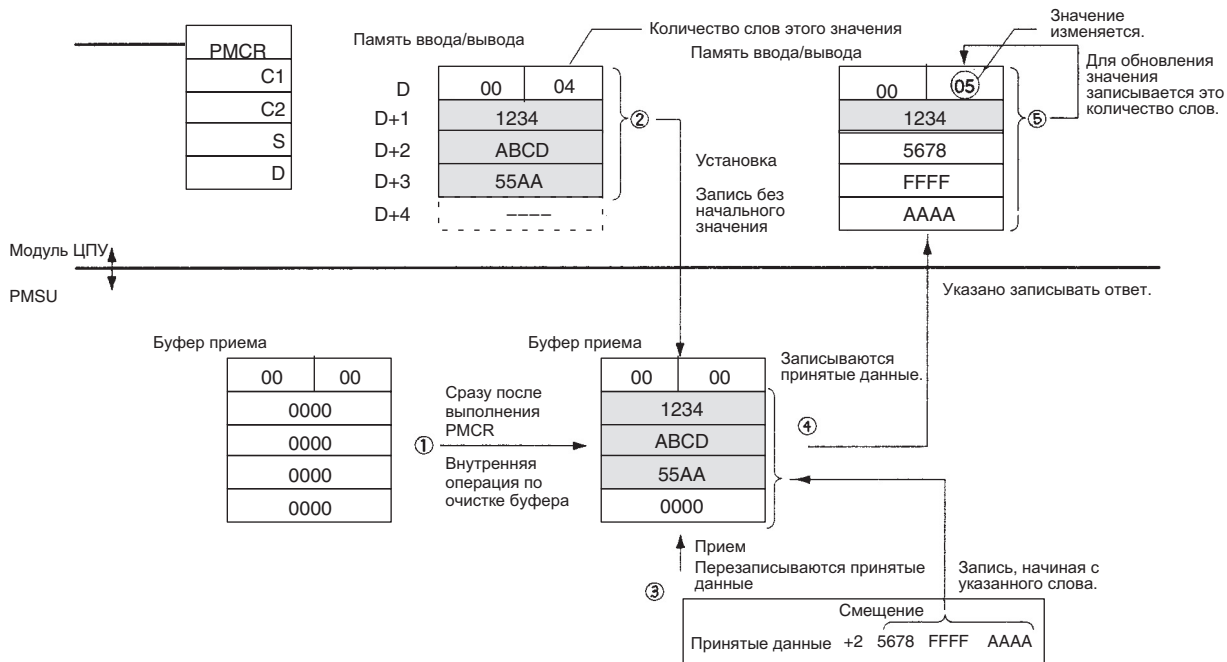 PMCR
C1
C2
S
D
Память ввода/вывода
Количество слов этого значения
D
00 04
D+1
1234
D+2
ABCD
D+3
55AA
D+4
----
②
Память ввода/вывода
Значение
изменяется.
00 05
1234
5678
FFFF
AAAA
⑤
Для обновления
значения
записывается это
количество слов.
Установка
Запись без
начального
значения
Модуль ЦПУ
PMSU
Указано записывать ответ.
Буфер приема
00 00
0000
0000
0000
0000
①
Сразу после
выполнения
PMCR
Внутренняя
операция по
очистке буфера
Буфер приема
00 00
1234
ABCD
55AA
0000
Записываются
принятые данные.
④
③
Прием
Перезаписываются принятые
данные
Запись, начиная с
указанного слова.
Смещение
Принятые данные +2 5678 FFFF AAAA